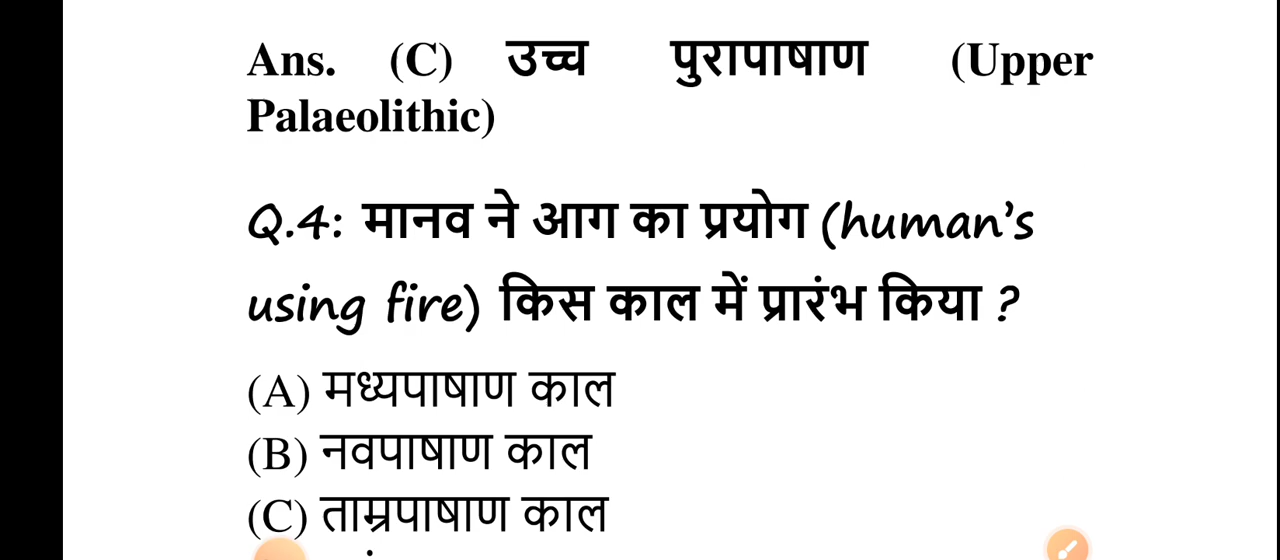 Ans. (C) उच्च पुरापाषाण (Upper
Palaeolithic)
Q.4: मानव ने आग का प्रयोग (human's
using fire) किस काल में प्रारंभ किया ?
(A) मध्यपाषाण काल
(B) नवपाषाण काल
(C) ताम्रपाषाण काल